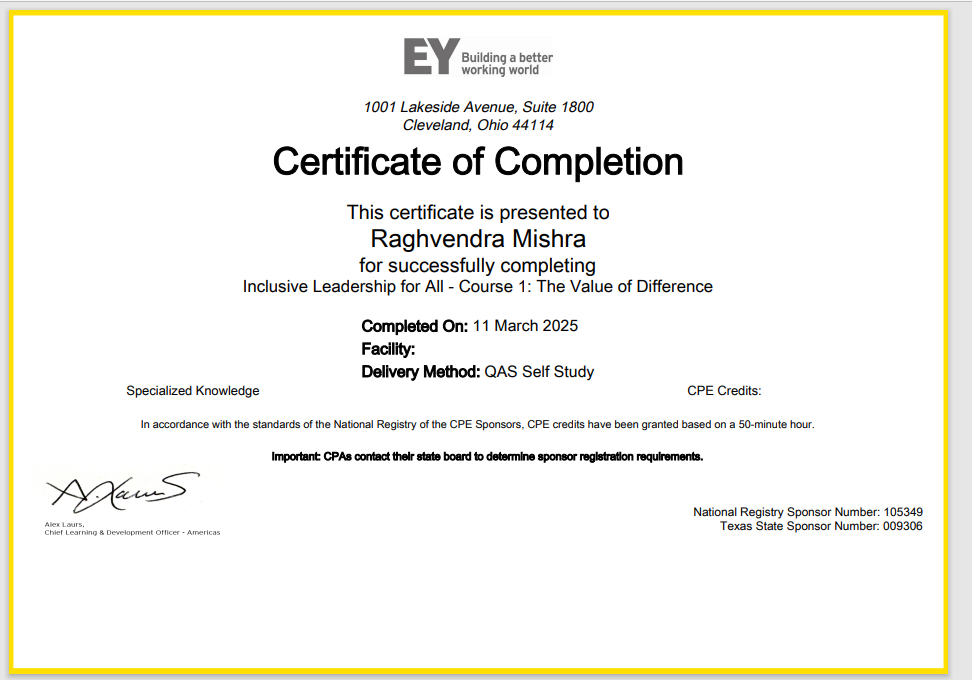 EY Building a better
working world
1001 Lakeside Avenue, Suite 1800
Cleveland, Ohio 44114
Certificate of Completion
This certificate is presented to
Raghvendra Mishra
for successfully completing
Inclusive Leadership for All - Course 1: The Value of Difference
Completed On: 11 March 2025
Facility:
Delivery Method: QAS Self Study
Specialized Knowledge CPE Credits:
In accordance with the standards of the National Registry of the CPE Sponsors, CPE credits have been granted based on a 50-minute hour.
Important: CPAs contact their state board to determine sponsor registration requirements.
Alex Laurs,
Chief Learning & Development Officer - Americas
National Registry Sponsor Number: 105349
Texas State Sponsor Number: 009306